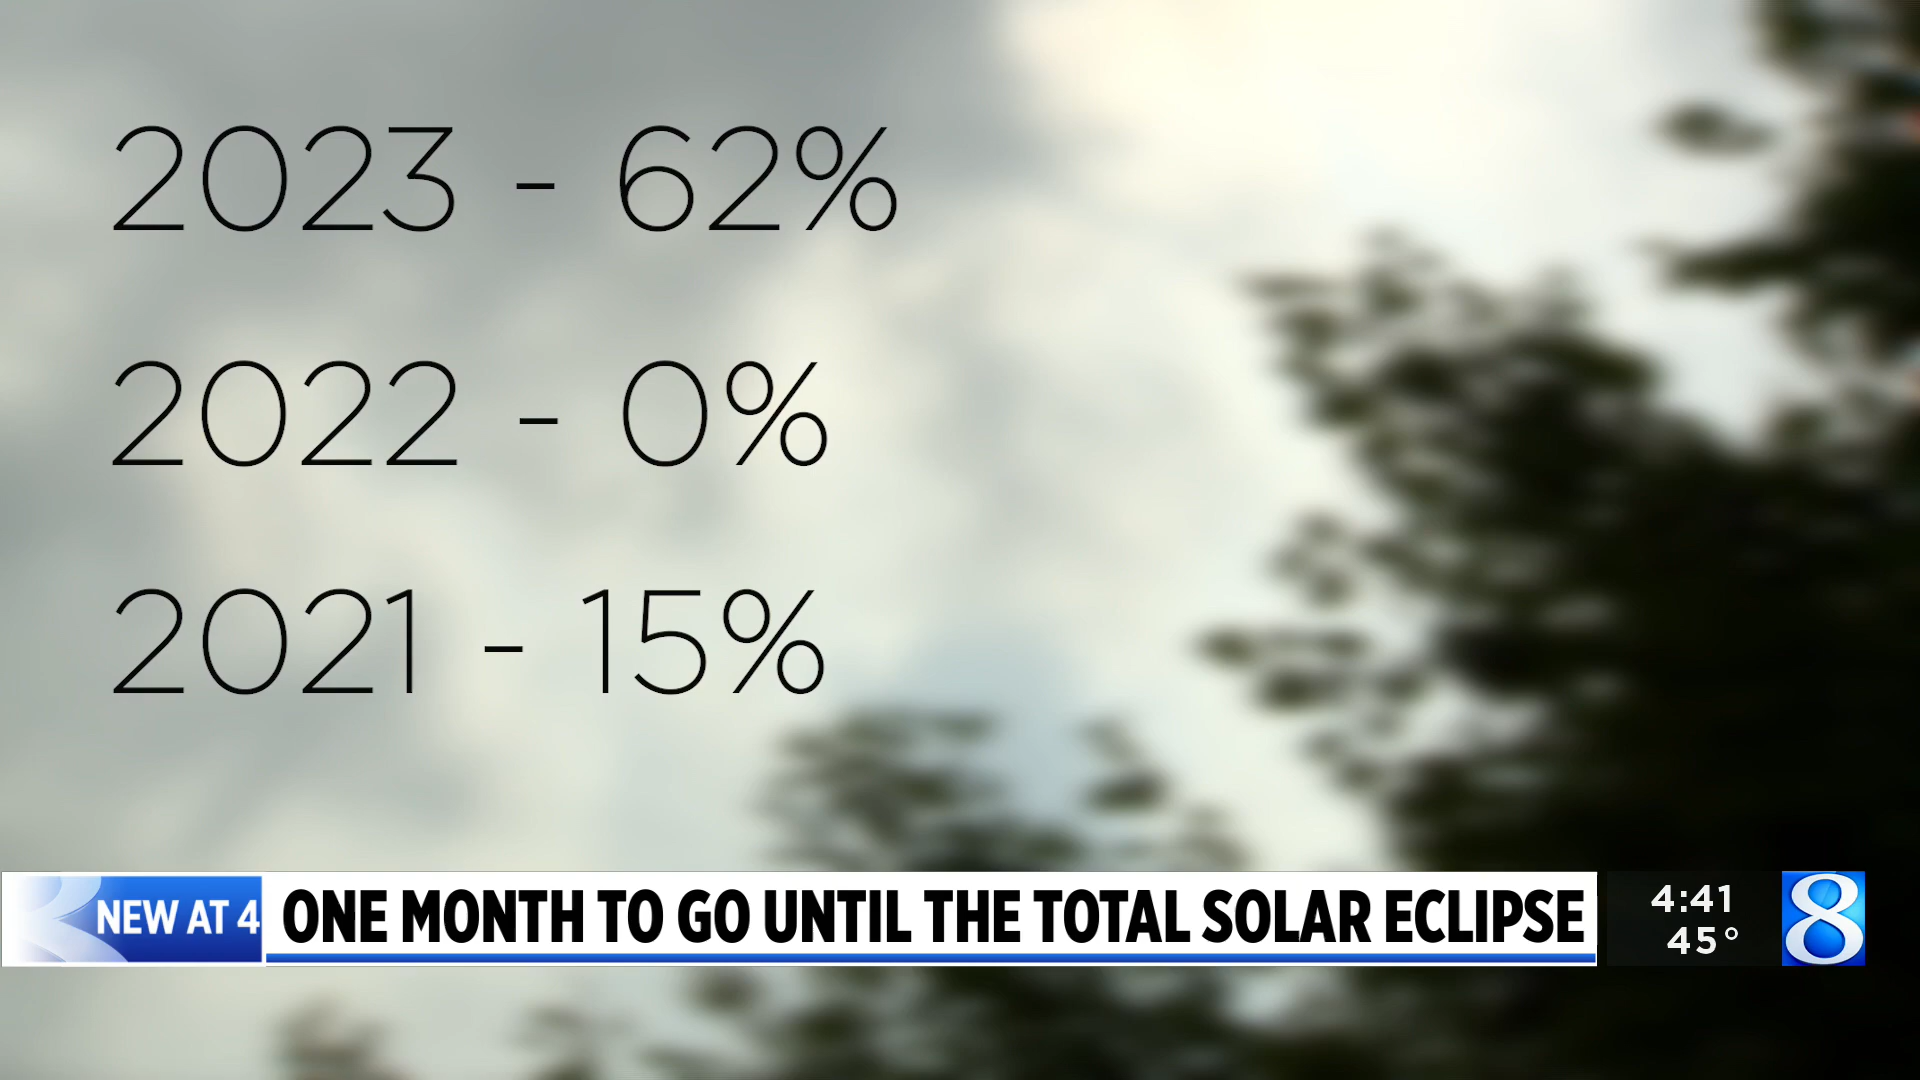 2023 - 62%
2022 - 0%
2021 - 15%
NEW AT 4
ONE MONTH TO GO UNTIL THE TOTAL SOLAR ECLIPSE
4:41
45°
8